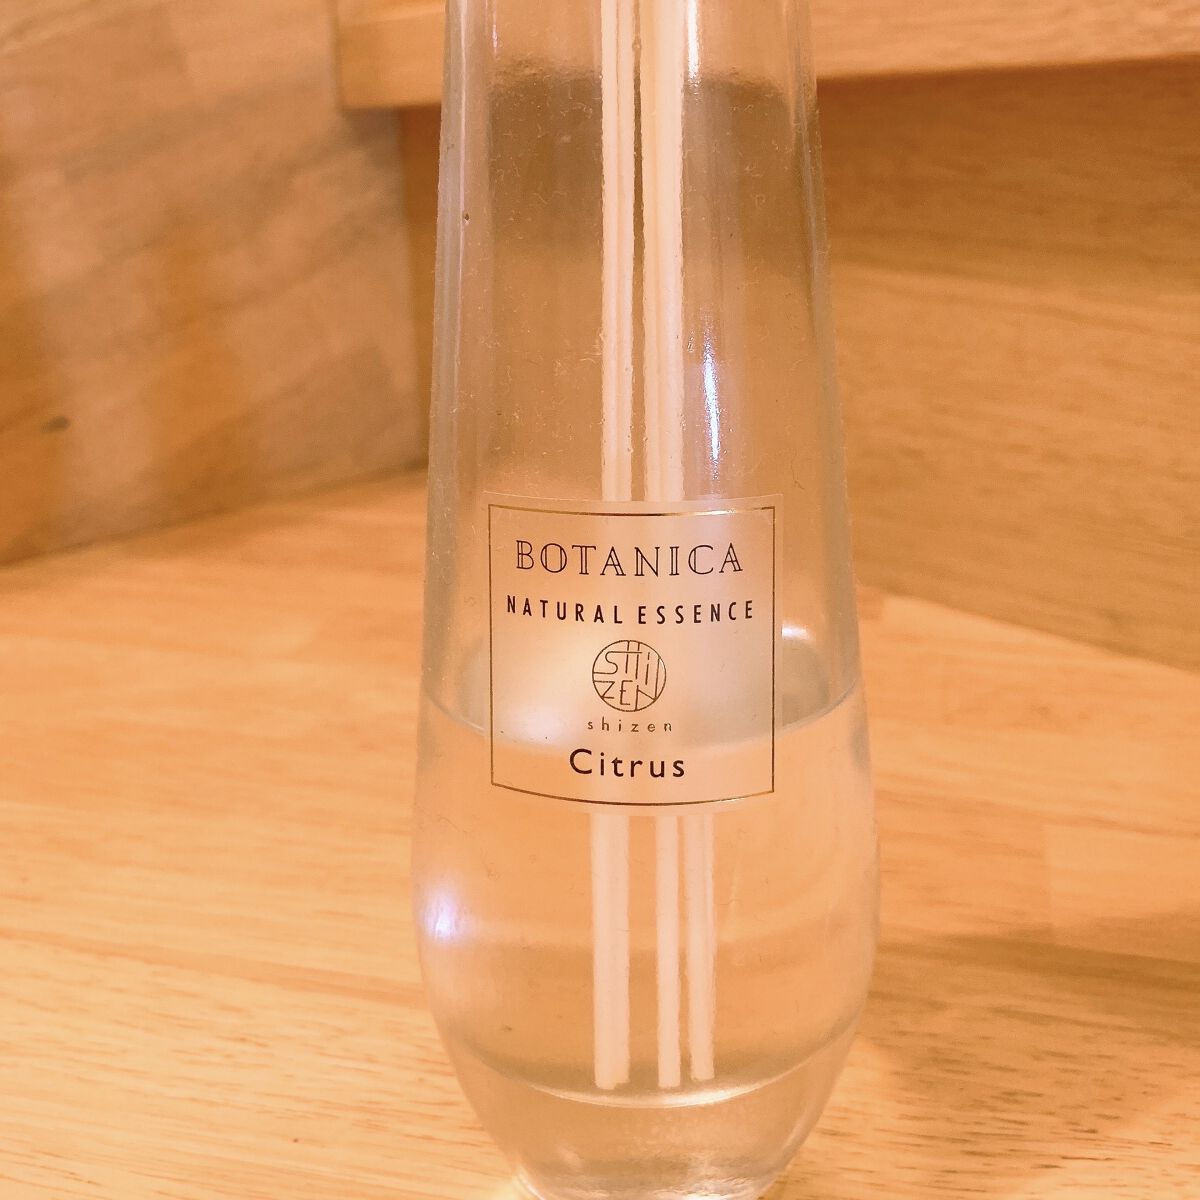 BOTANICA
NATURAL ESSENCE
SHi
ZEN
shizen
Citrus